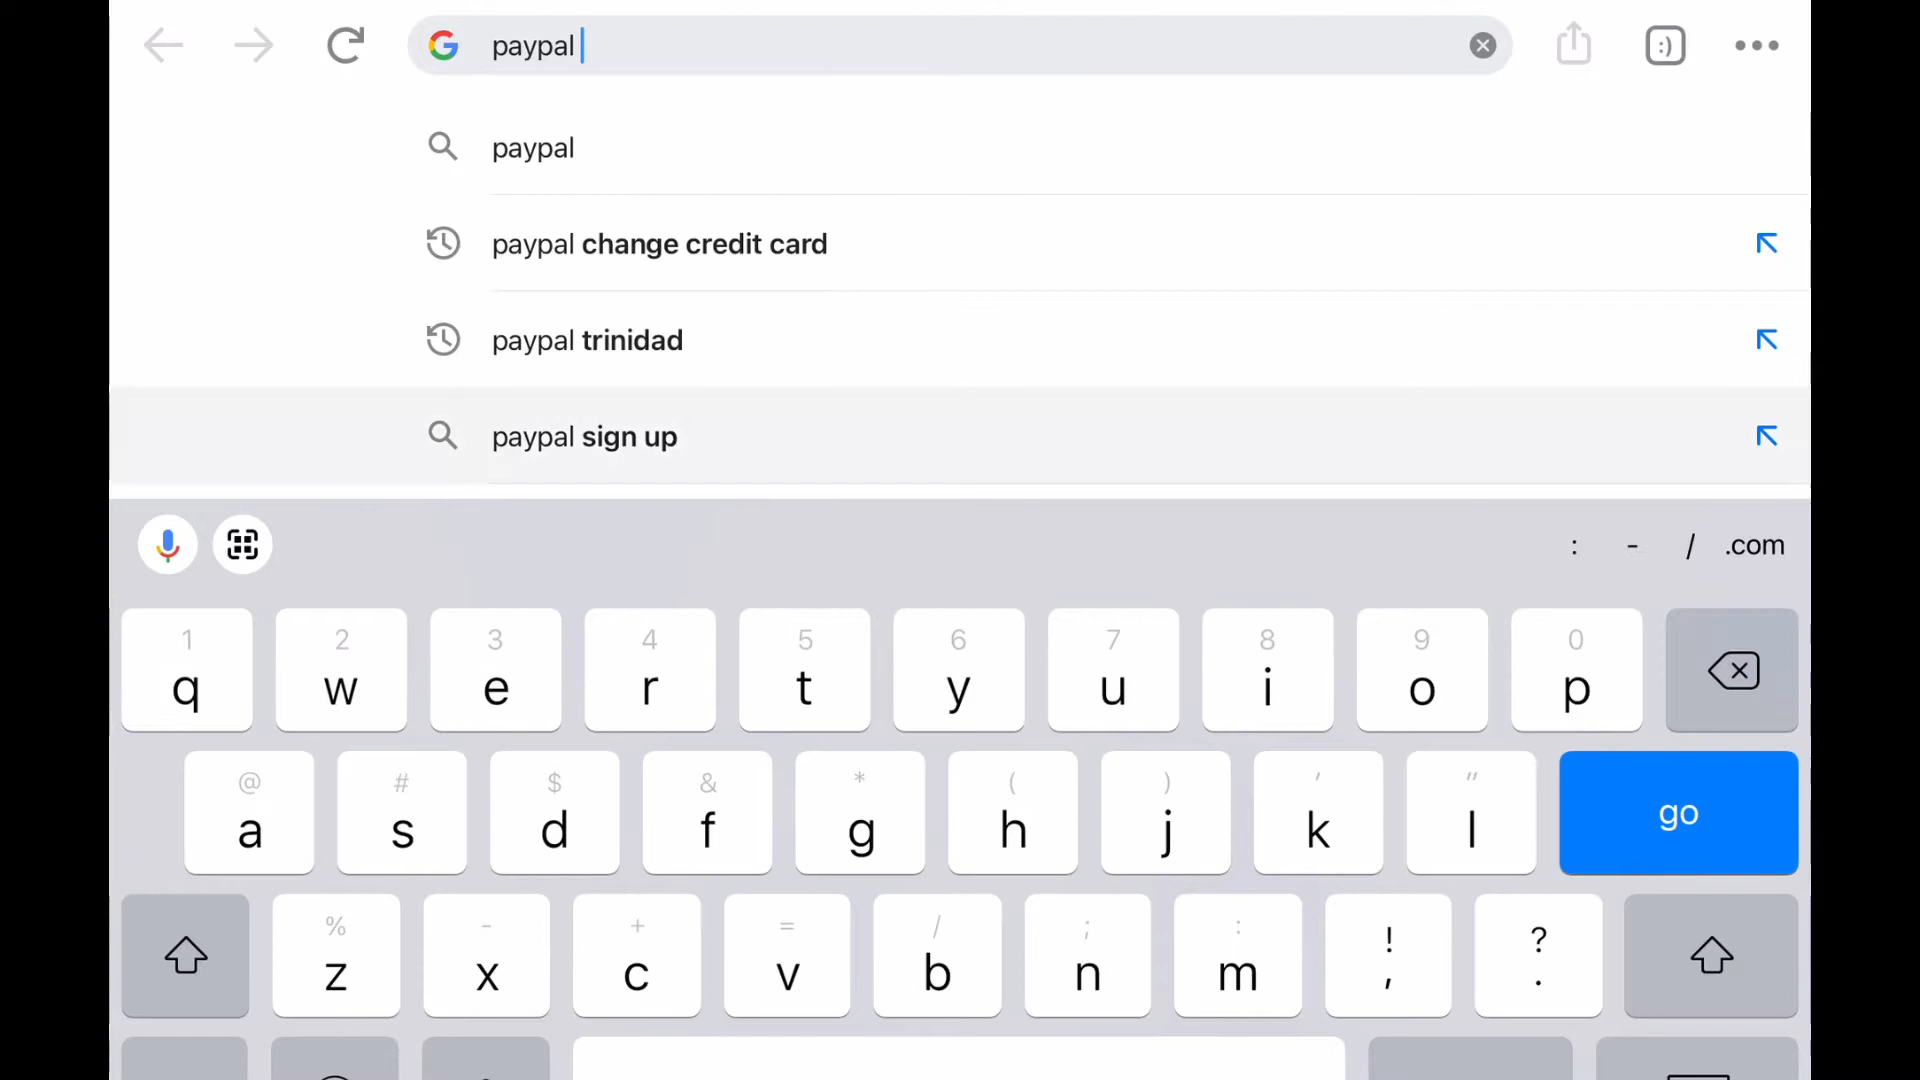 paypal
:)
paypal
paypal change credit card
paypal trinidad
paypal sign up
: - / .com
1 2 3 4 5 6 7 8 9 0
q w e r t y u i o p
@ # $ & * ( ) ' "
a s d f g h j k l go
% - + = / ; : ! ?
z x c v b n m , .